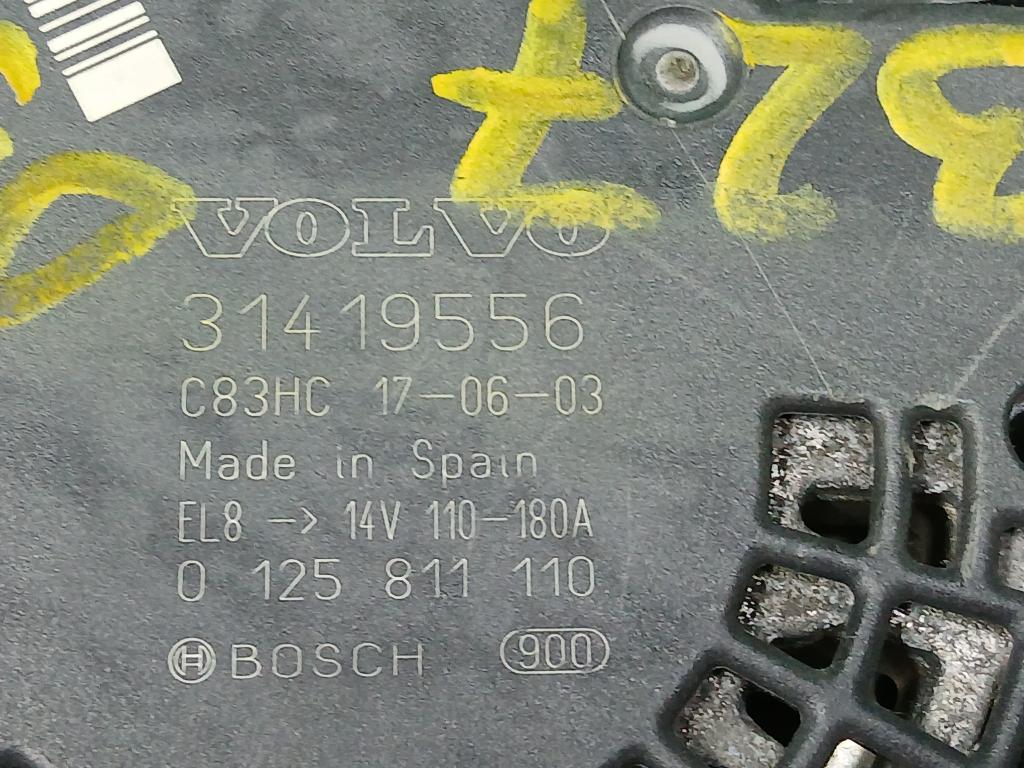 VOLVO
31419556
C83HC 17-06-03
Made in Spain
EL8 -> 14V 110-180A
0 125 811 110
BOSCH 900